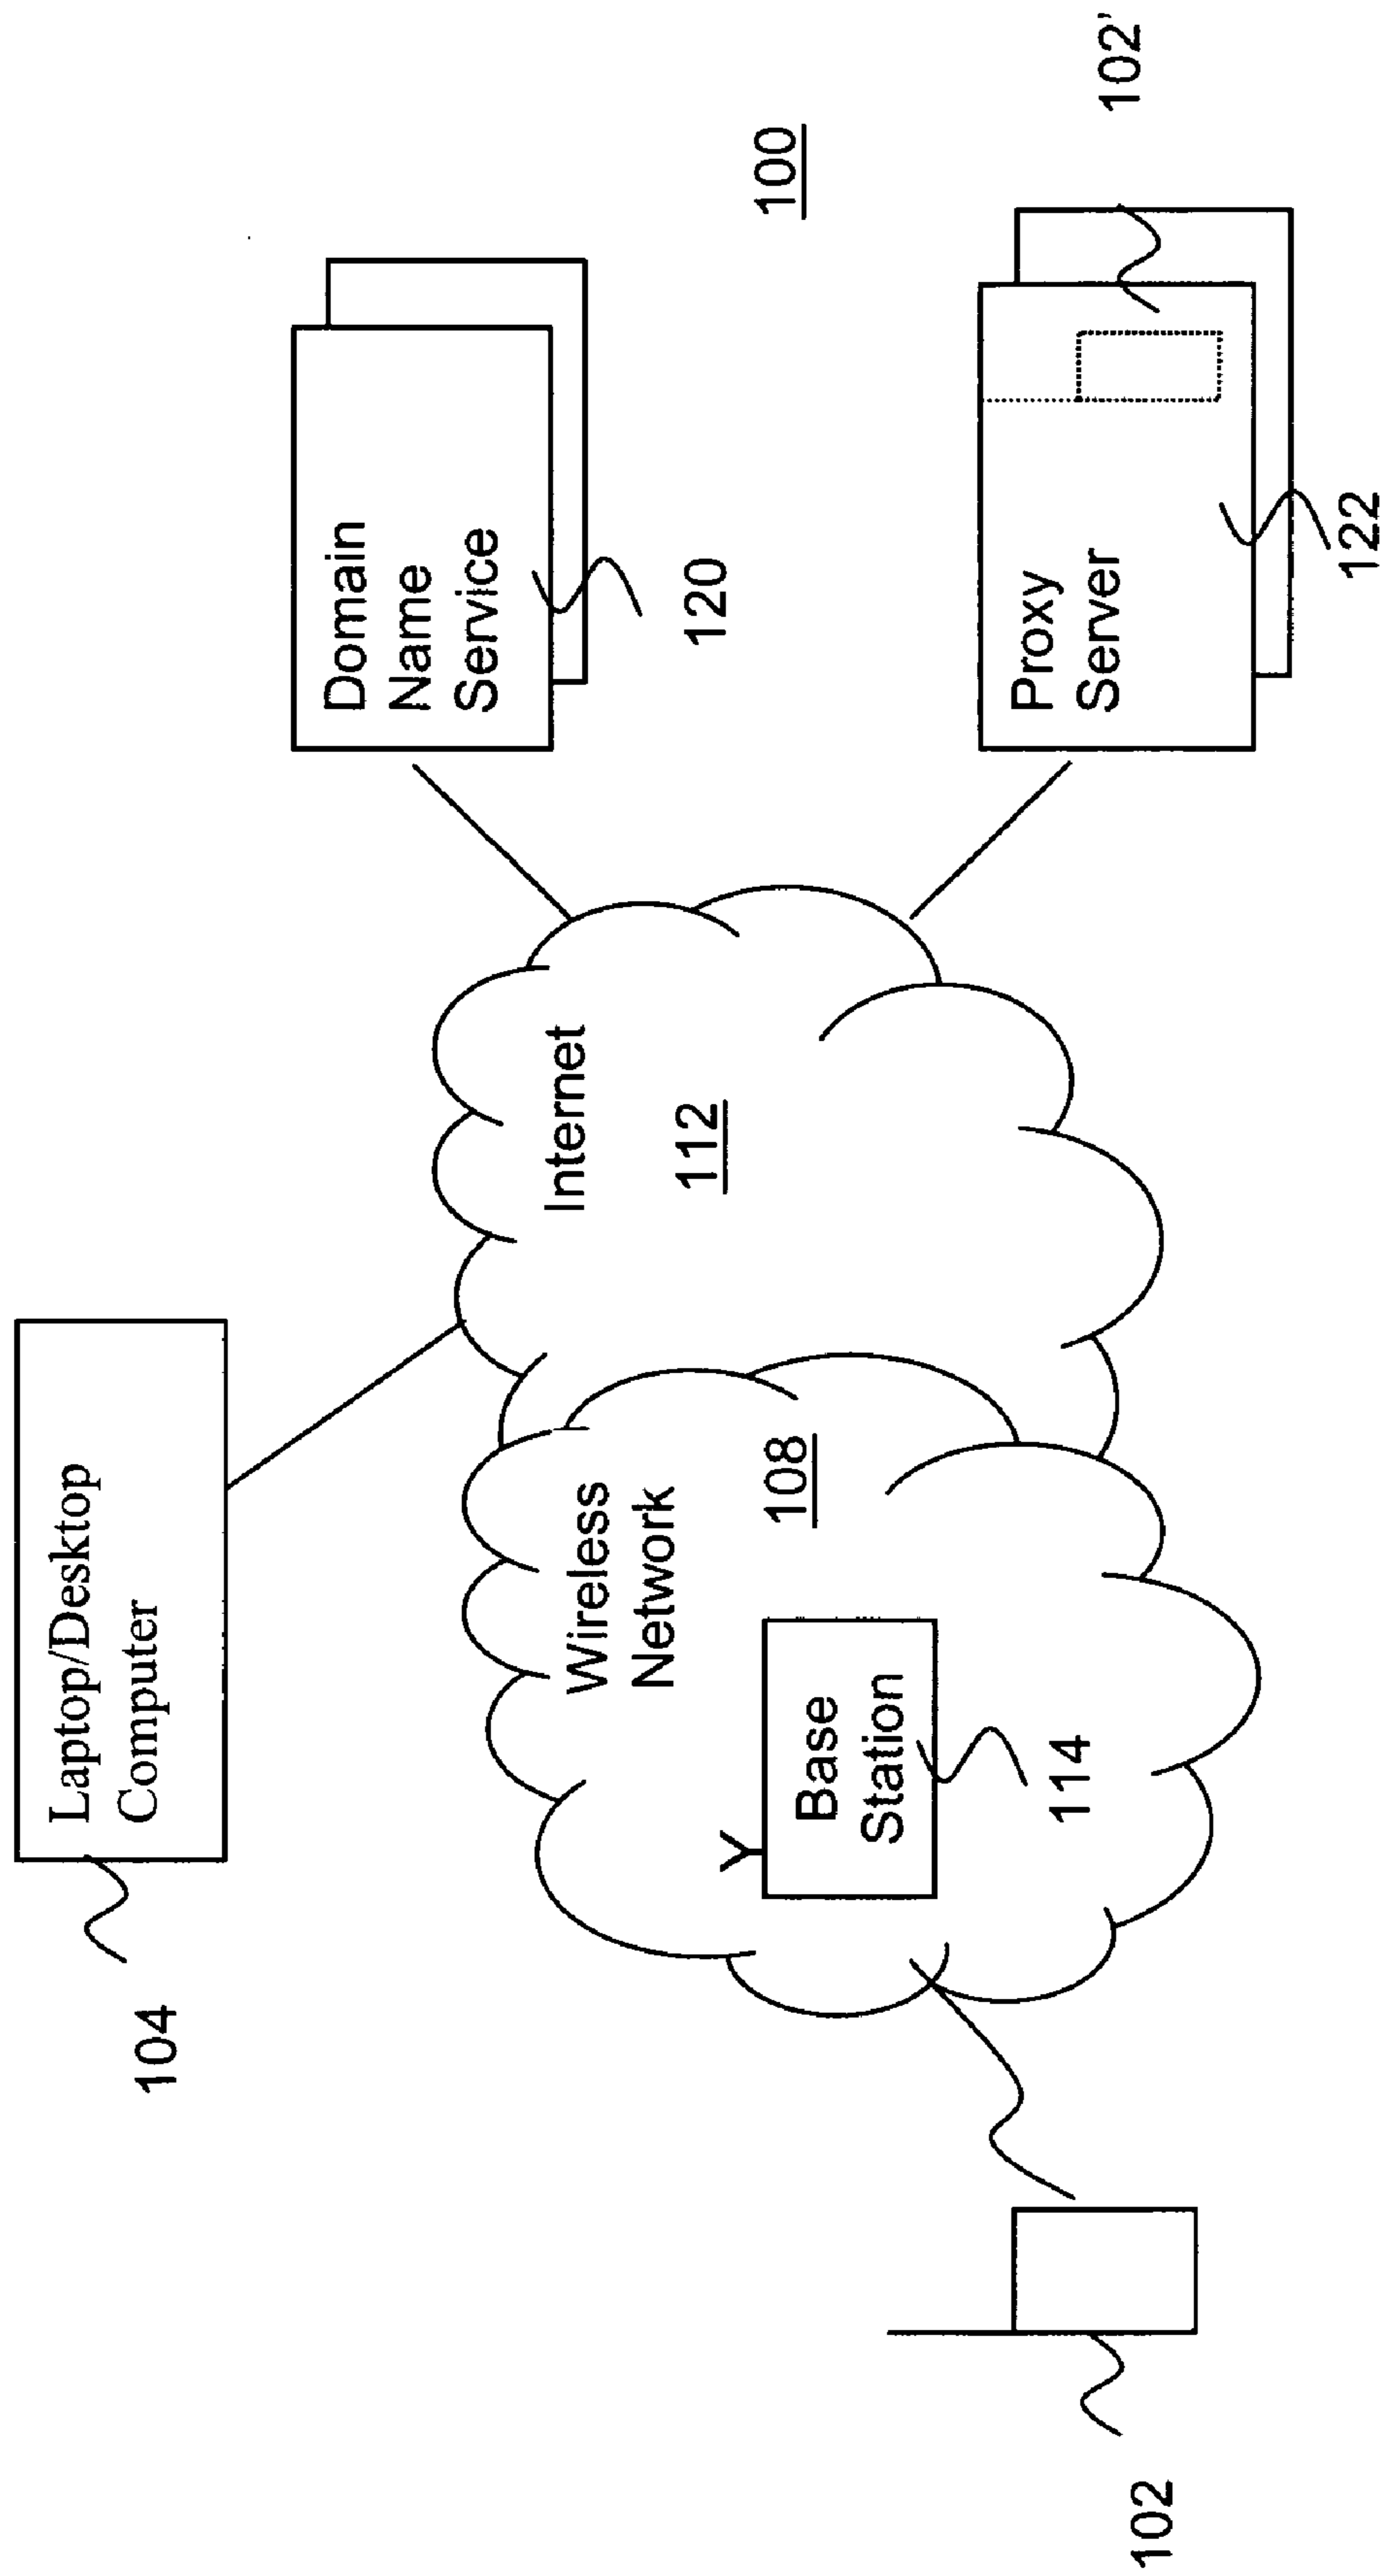 104
Laptop/Desktop
Computer
Domain
Name
Service
120
Internet
112
Wireless
Network
108
100
Base
Station
114
Proxy
Server
102'
122
102